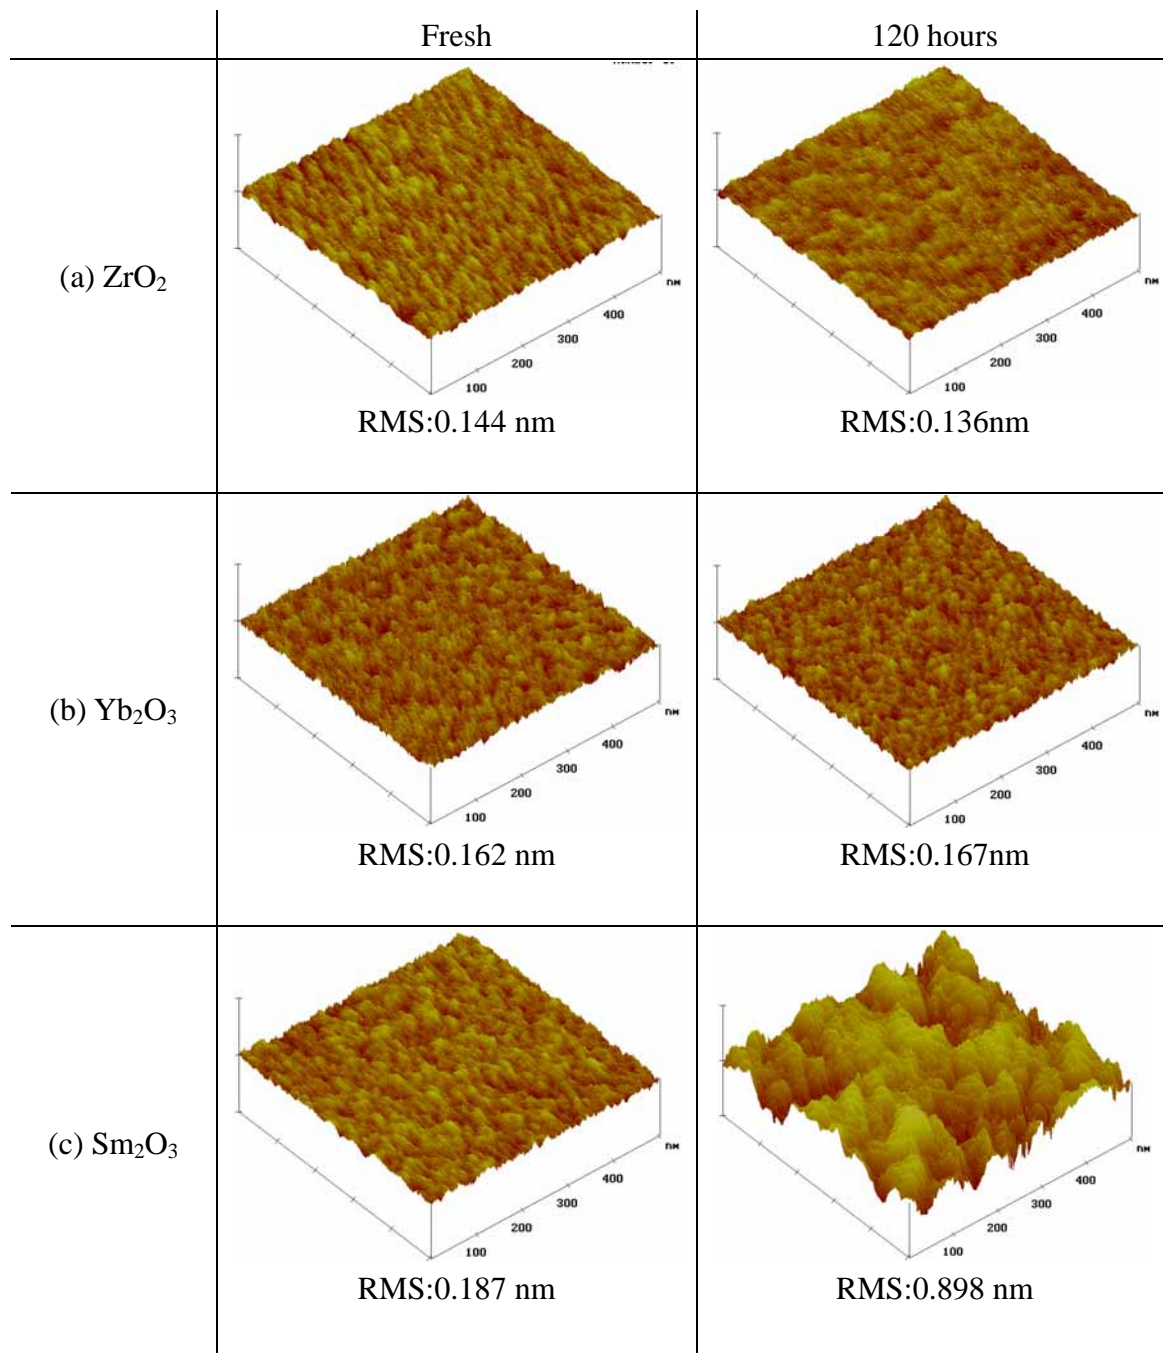 Fresh 120 hours
(a) ZrO₂
nm
400
300
200
100
nm
400
300
200
100
RMS:0.144 nm RMS:0.136nm
(b) Yb₂O₃
nm
400
300
200
100
nm
400
300
200
100
RMS:0.162 nm RMS:0.167nm
(c) Sm₂O₃
nm
400
300
200
100
nm
400
300
200
100
RMS:0.187 nm RMS:0.898 nm